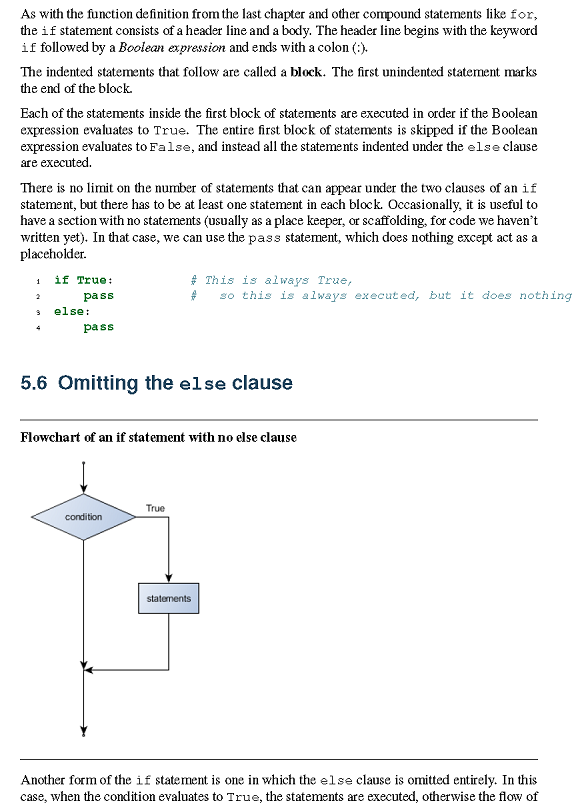 As with the function definition from the last chapter and other compound statements like for,
the if statement consists of a header line and a body. The header line begins with the keyword
if followed by a Boolean expression and ends with a colon (:).
The indented statements that follow are called a block. The first unindented statement marks
the end of the block.
Each of the statements inside the first block of statements are executed in order if the Boolean
expression evaluates to True. The entire first block of statements is skipped if the Boolean
expression evaluates to False, and instead all the statements indented under the else clause
are executed.
There is no limit on the number of statements that can appear under the two clauses of an if
statement, but there has to be at least one statement in each block. Occasionally, it is useful to
have a section with no statements (usually as a place keeper, or scaffolding, for code we haven't
written yet). In that case, we can use the pass statement, which does nothing except act as a
placeholder.
1 if True: # This is always True,
2 pass # so this is always executed, but it does nothing
3 else:
4 pass
5.6 Omitting the else clause
Flowchart of an if statement with no else clause
True
condition
statements
Another form of the if statement is one in which the else clause is omitted entirely. In this
case, when the condition evaluates to True, the statements are executed, otherwise the flow of